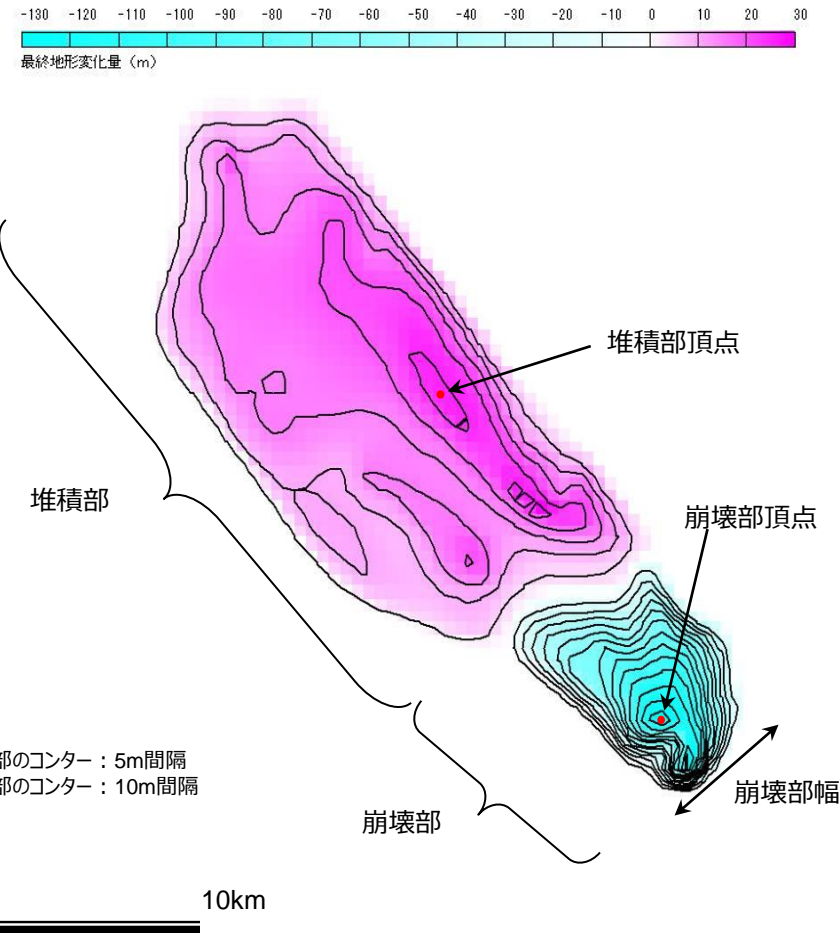 -130 -120 -110 -100 -90 -80 -70 -60 -50 -40 -30 -20 -10 0 10 20 30
最終地形変化量（m）
堆積部頂点
堆積部
崩壊部頂点
部のコンター：5m間隔
部のコンター：10m間隔
崩壊部幅
崩壊部
10km